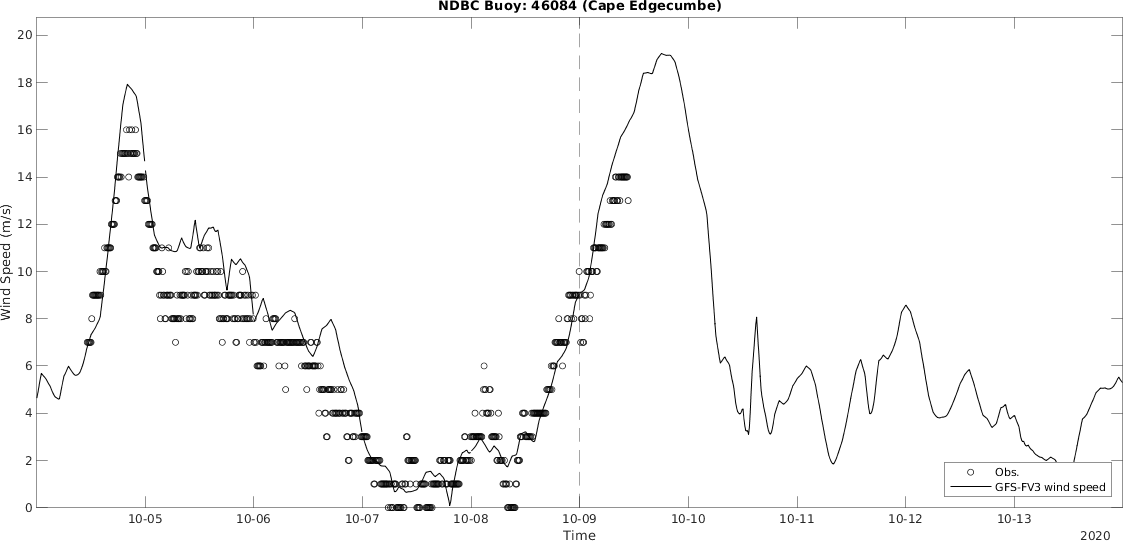 NDBC Buoy: 46084 (Cape Edgecumbe)
20
18
16
14
12
10
8
6
4
2
0
Wind Speed (m/s)
Obs.
GFS-FV3 wind speed
10-05 10-06 10-07 10-08 10-09 10-10 10-11 10-12 10-13
Time
2020